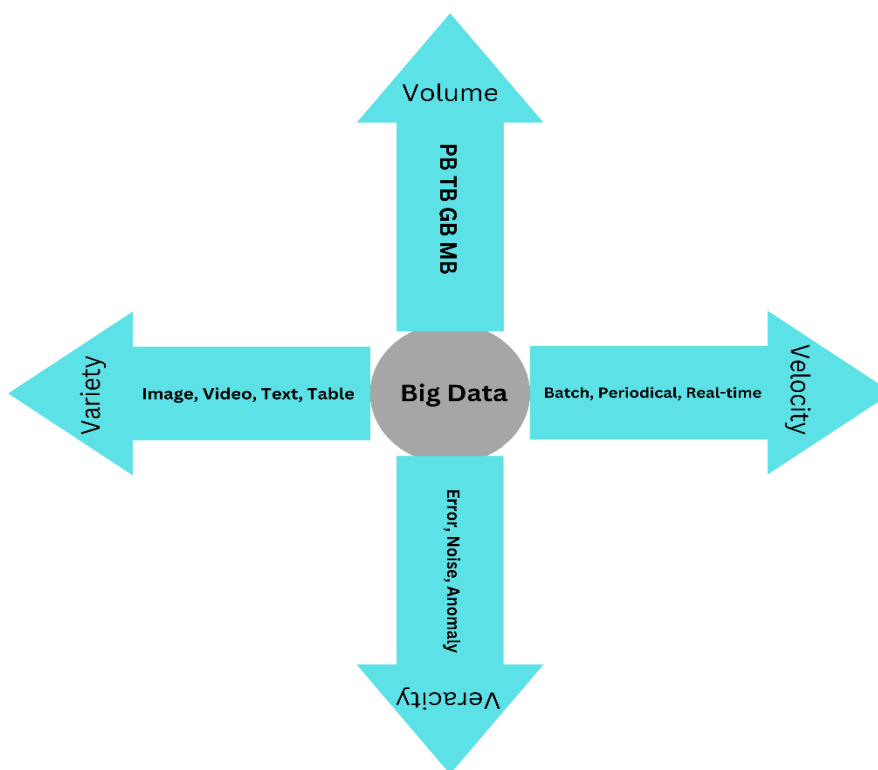 Volume
PB TB GB MB
Variety
Image, Video, Text, Table
Big Data
Batch, Periodical, Real-time
Velocity
Error, Noise, Anomaly
Veracity